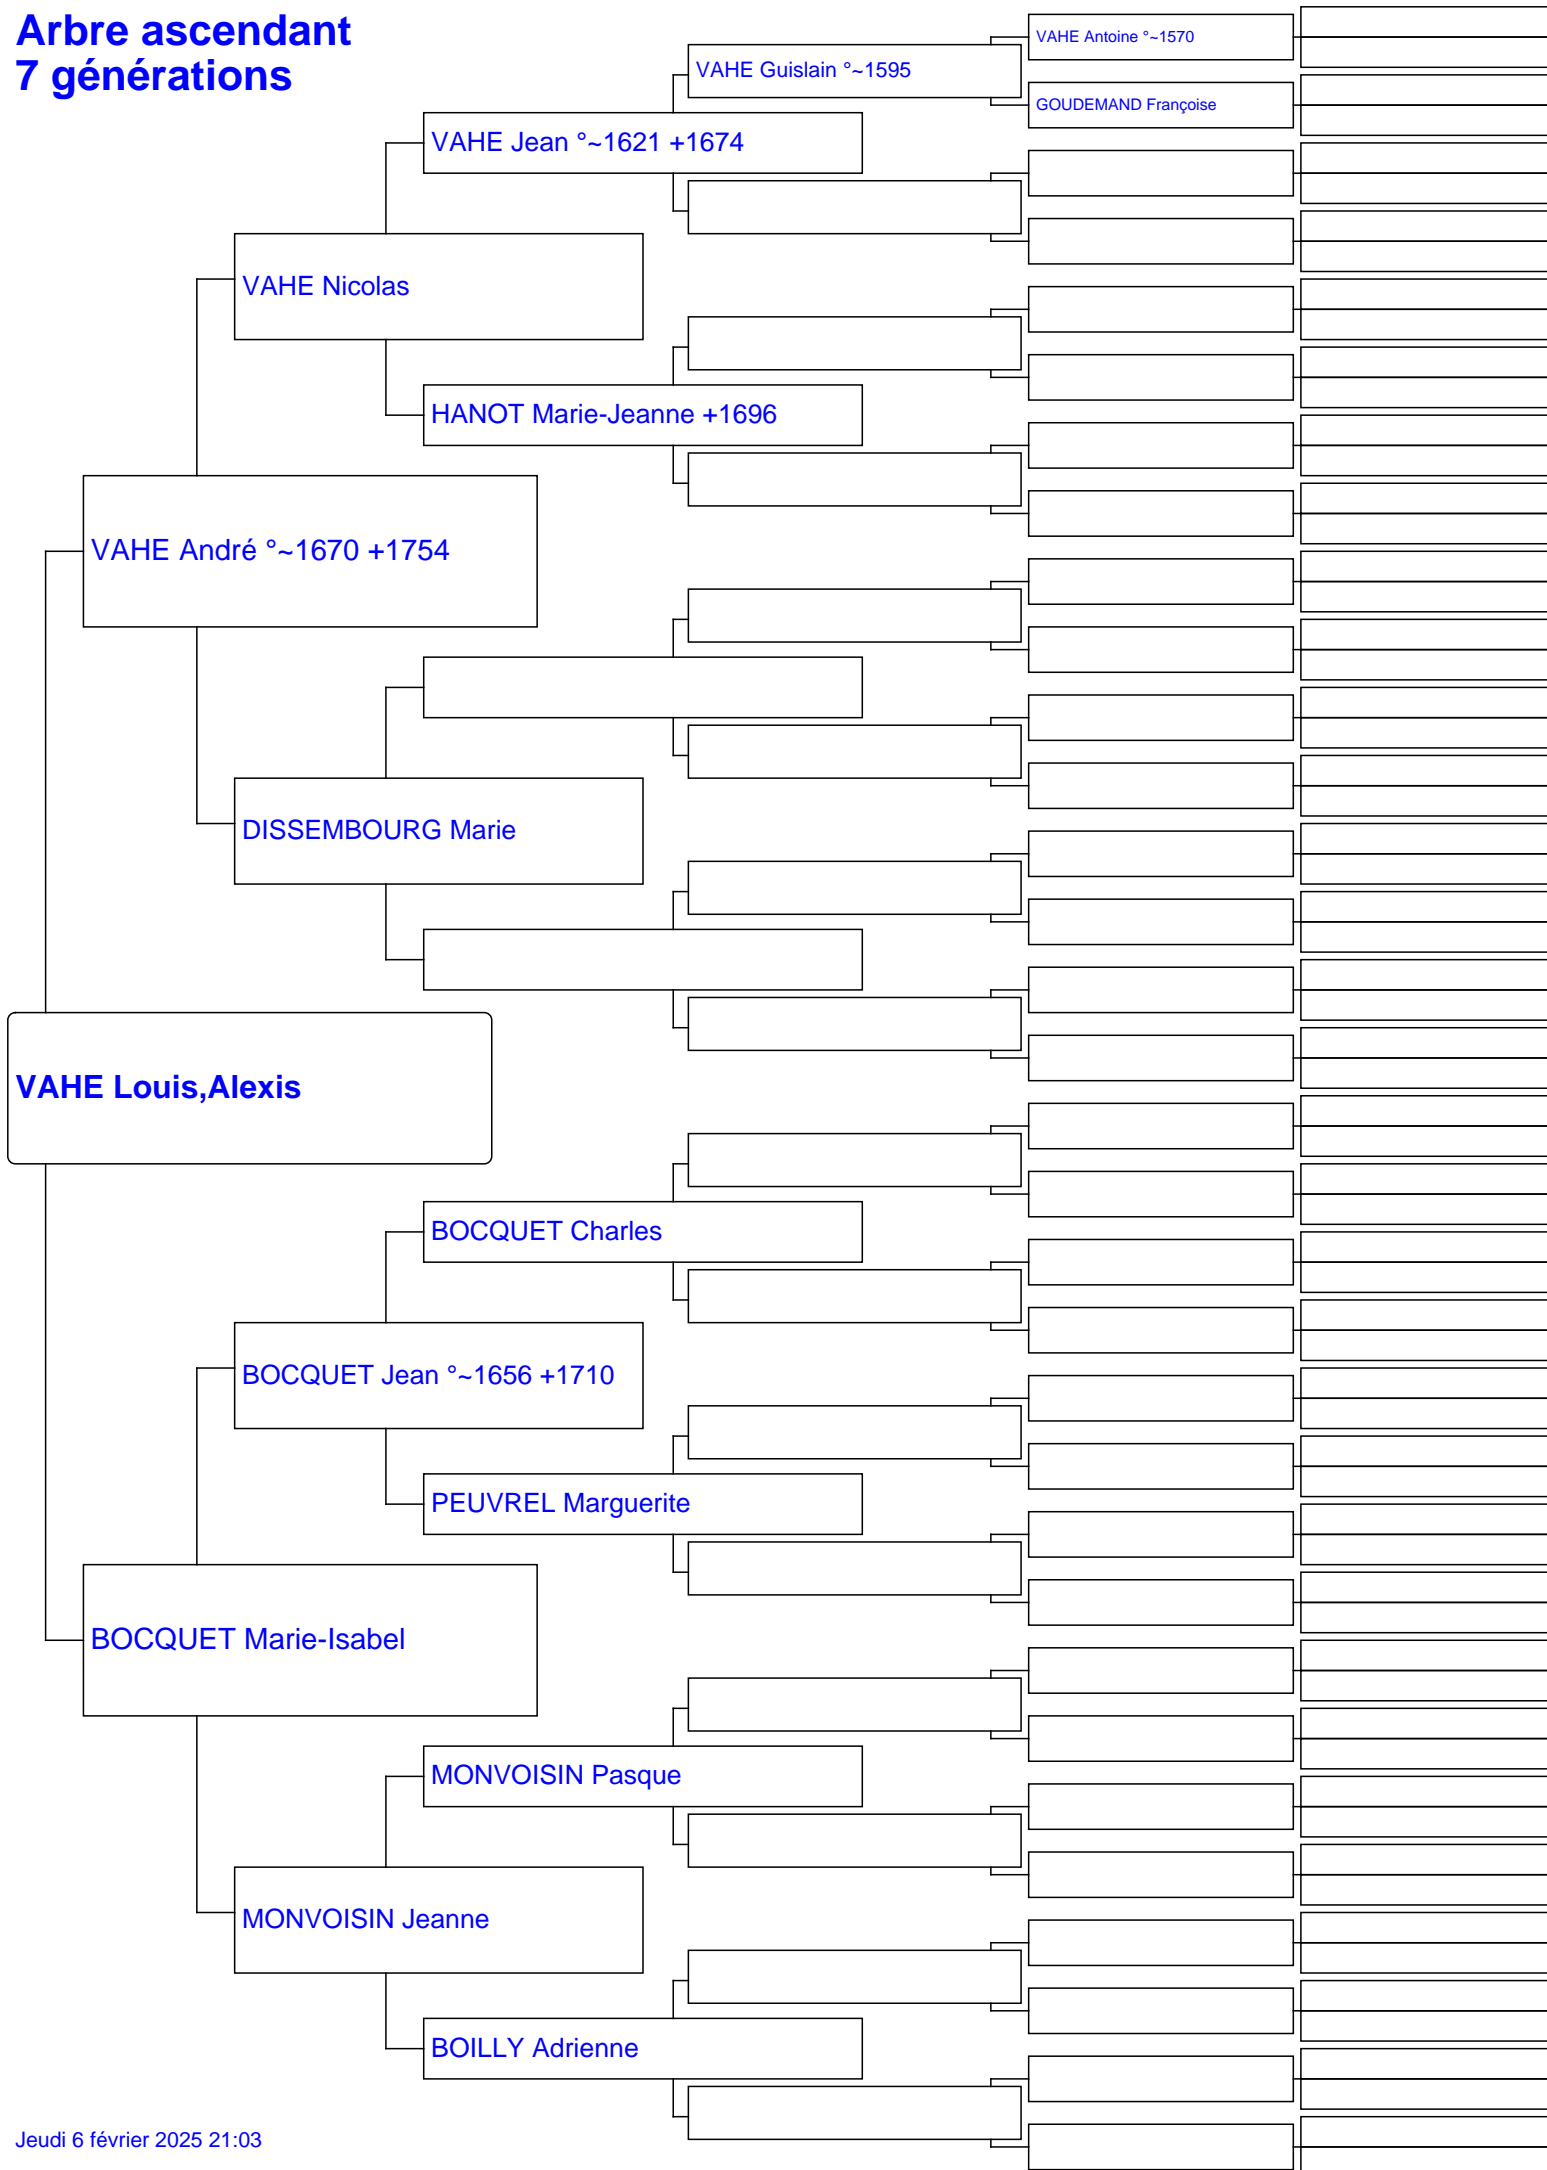 Arbre ascendant
7 générations
VAHE Antoine °~1570
VAHE Guislain °~1595
GOUDEMAND Françoise
VAHE Jean °~1621 +1674
VAHE Nicolas
HANOT Marie-Jeanne +1696
VAHE André °~1670 +1754
DISSEMBOURG Marie
VAHE Louis,Alexis
BOCQUET Charles
BOCQUET Jean °~1656 +1710
PEUVREL Marguerite
BOCQUET Marie-Isabel
MONVOISIN Pasque
MONVOISIN Jeanne
BOILLY Adrienne
Jeudi 6 février 2025 21:03